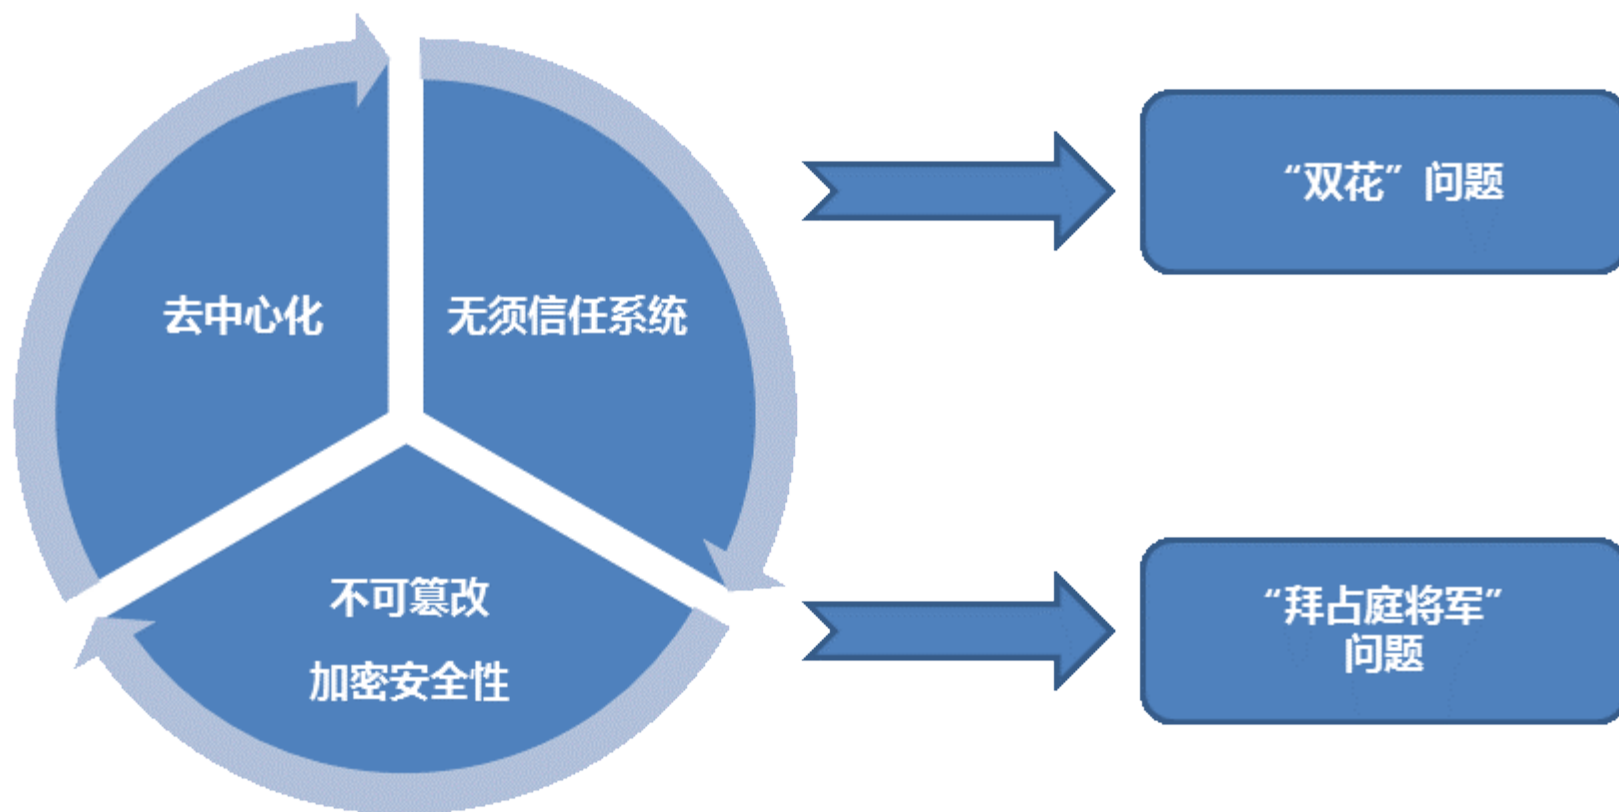 去中心化
无须信任系统
不可篡改
加密安全性
“双花”问题
“拜占庭将军”
问题